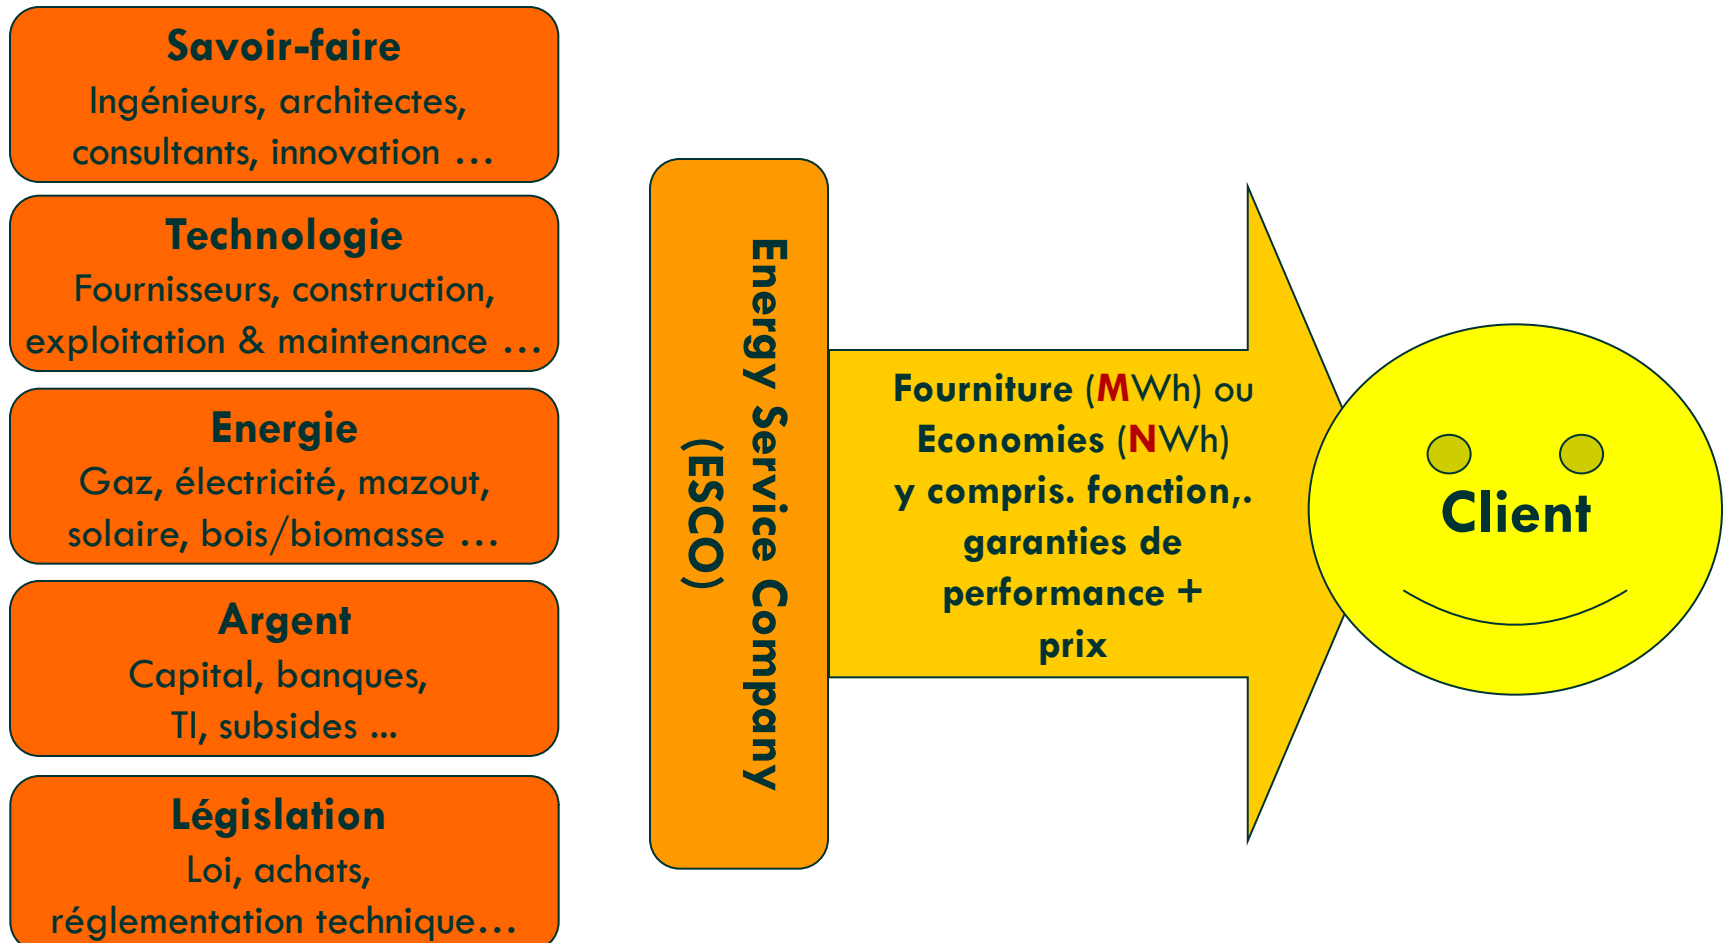 Savoir-faire
Ingénieurs, architectes,
consultants, innovation …
Technologie
Fournisseurs, construction,
exploitation & maintenance …
Energie
Gaz, électricité, mazout,
solaire, bois/biomasse …
Argent
Capital, banques,
TI, subsides ...
Législation
Loi, achats,
réglementation technique…
Energy Service Company
(ESCO)
Fourniture (MWh) ou
Economies (NWh)
y compris. fonction,.
garanties de
performance +
prix
Client